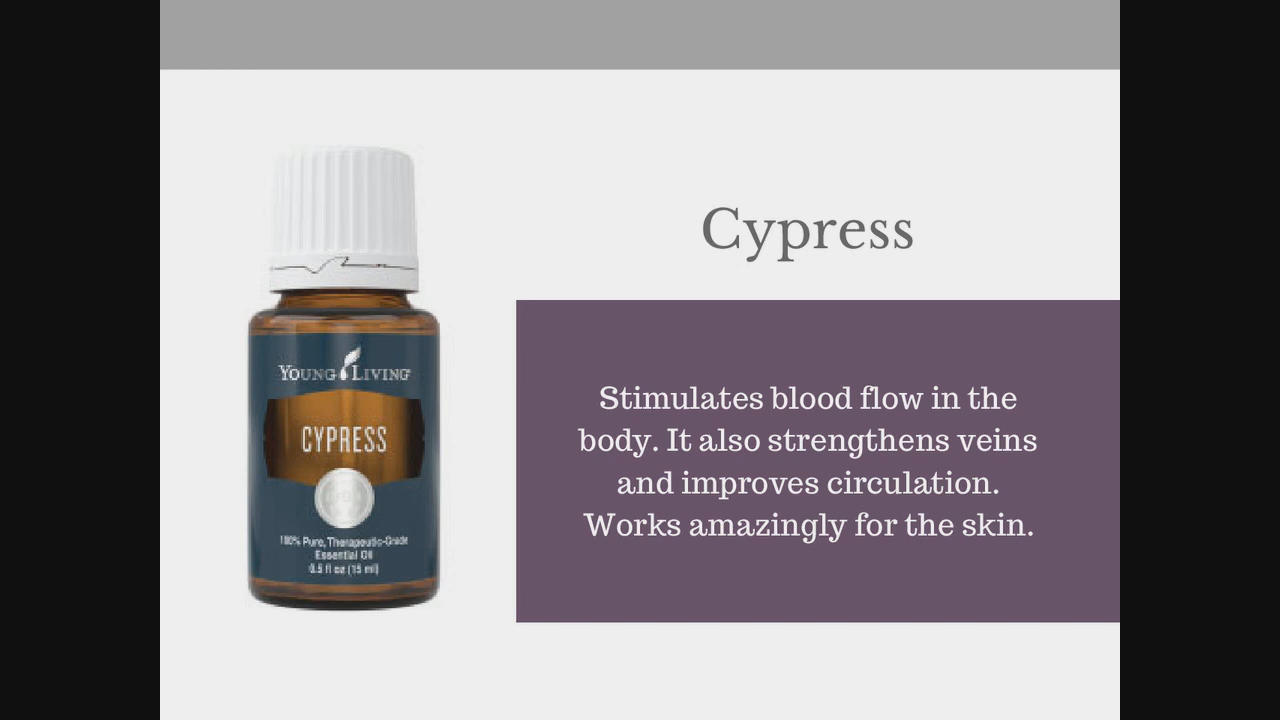 Cypress
Stimulates blood flow in the
body. It also strengthens veins
and improves circulation.
Works amazingly for the skin.
YOUNG LIVING
CYPRESS
100% Pure, Therapeutic-Grade
Essential Oil
0.5 fl oz (15 ml)